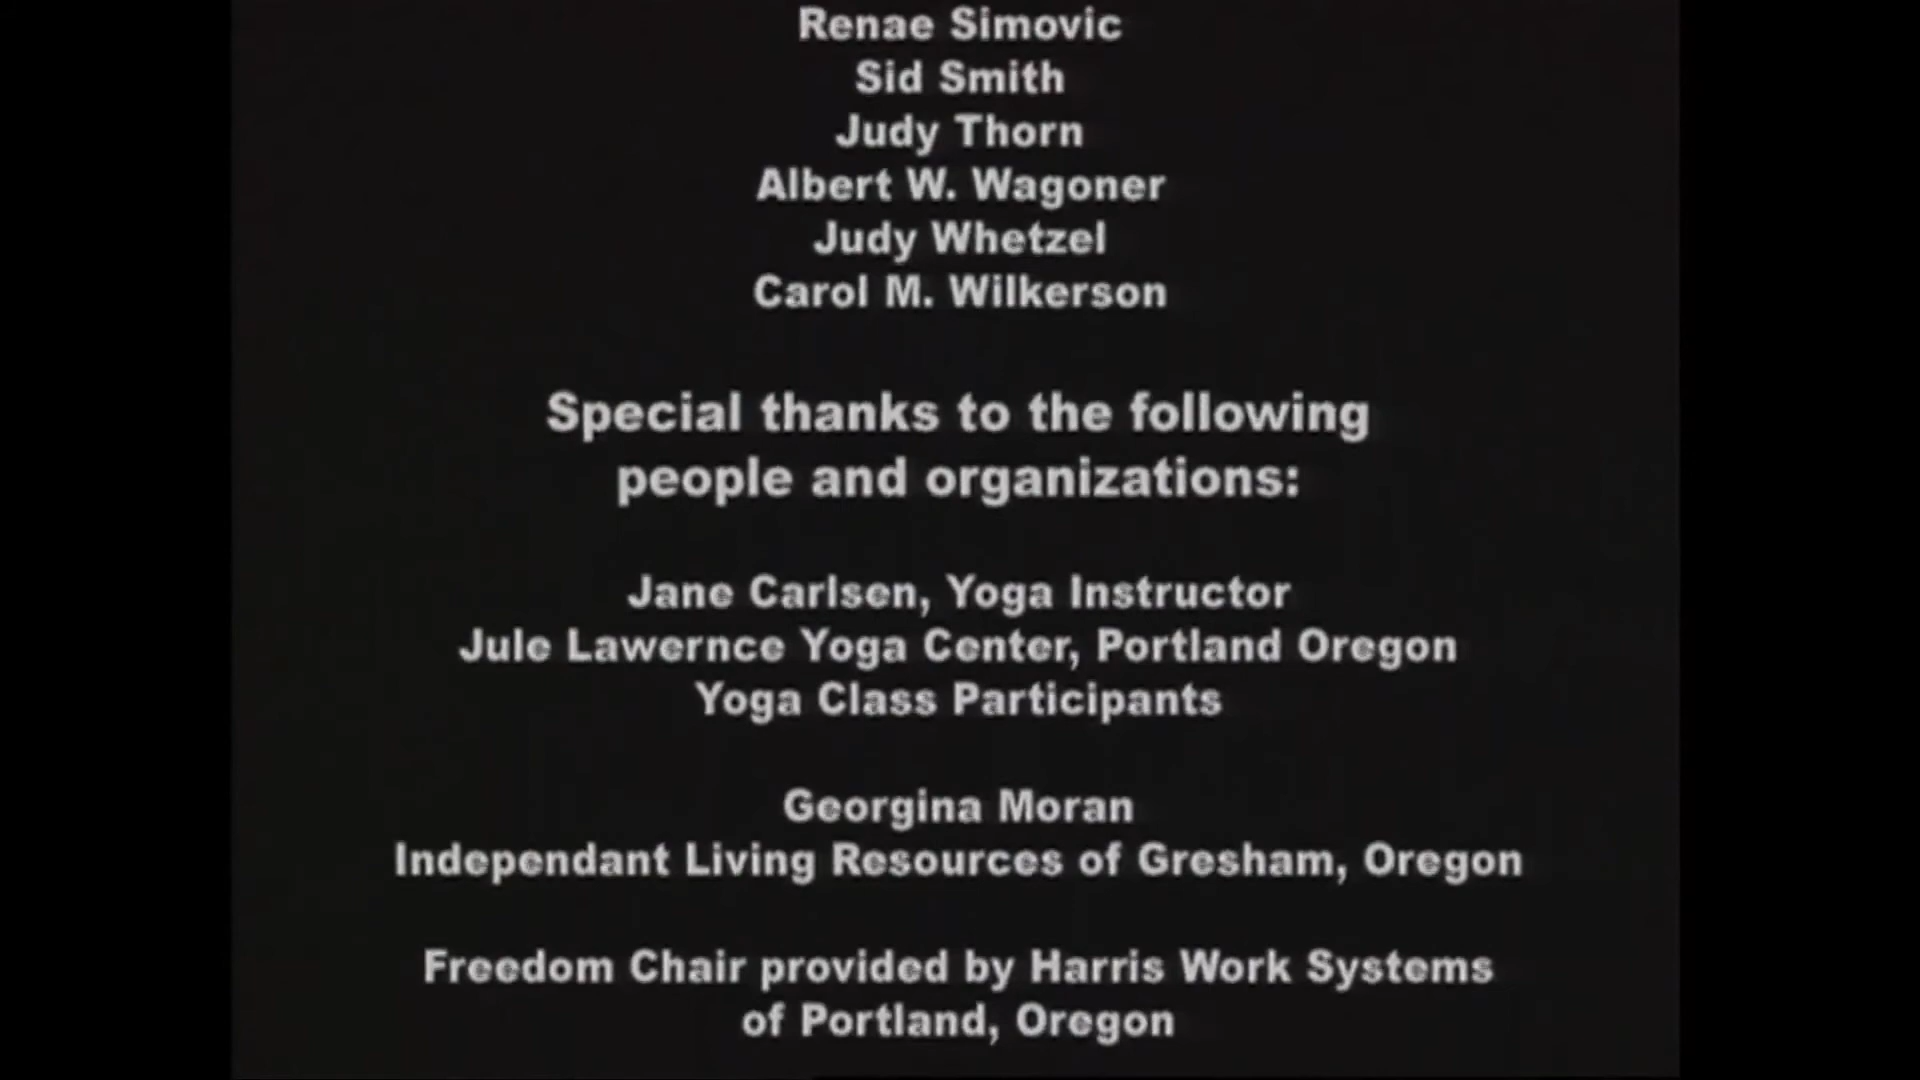 Renae Simovic
Sid Smith
Judy Thorn
Albert W. Wagoner
Judy Whetzel
Carol M. Wilkerson
Special thanks to the following
people and organizations:
Jane Carlsen, Yoga Instructor
Jule Lawernce Yoga Center, Portland Oregon
Yoga Class Participants
Georgina Moran
Independant Living Resources of Gresham, Oregon
Freedom Chair provided by Harris Work Systems
of Portland, Oregon